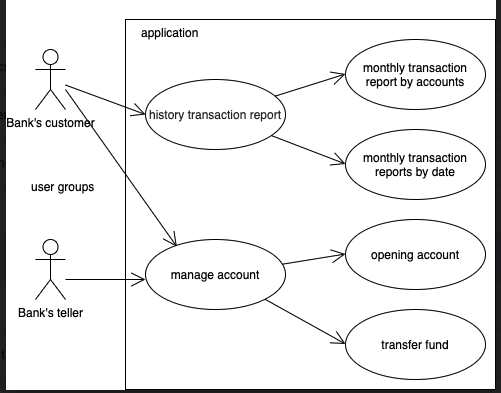 application
monthly transaction
report by accounts
history transaction report
Bank's customer
monthly transaction
reports by date
user groups
opening account
manage account
Bank's teller
transfer fund